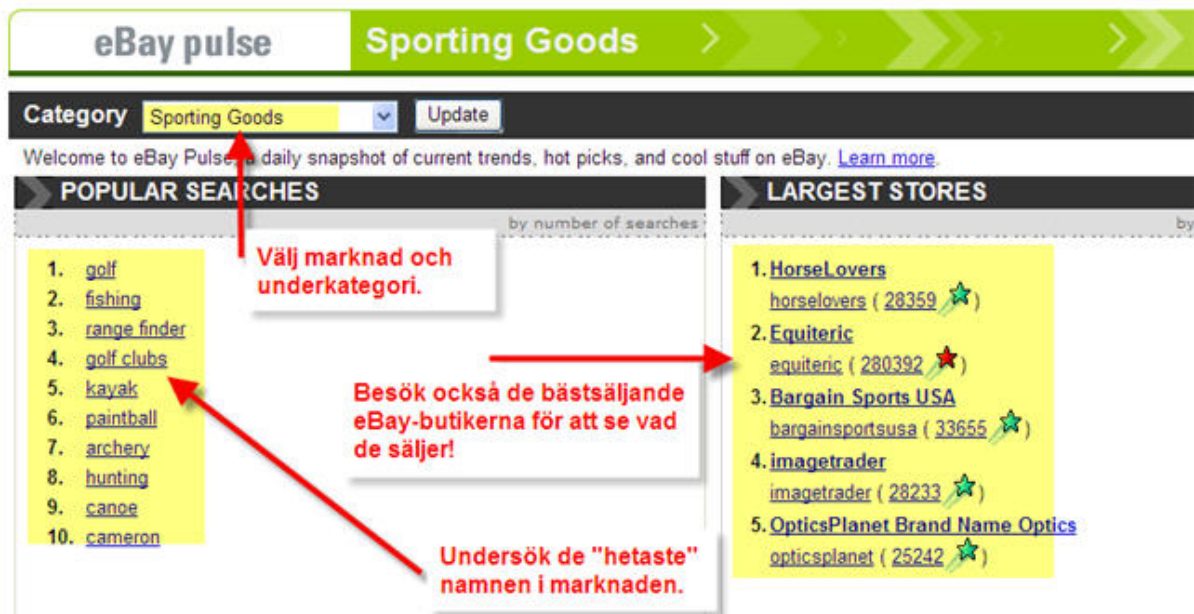 eBay pulse
Sporting Goods
Category
Sporting Goods
Update
Welcome to eBay Pulse, a daily snapshot of current trends, hot picks, and cool stuff on eBay. Learn more.
POPULAR SEARCHES
by number of searches
1. golf
2. fishing
3. range finder
4. golf clubs
5. kayak
6. paintball
7. archery
8. hunting
9. canoe
10. cameron
Välj marknad och
underkategori.
Besök också de bästsäljande
eBay-butikerna för att se vad
de säljer!
Undersök de "hetaste"
namnen i marknaden.
LARGEST STORES
by
1. HorseLovers
horselovers ( 28359 )
2. Equiteric
equiteric ( 280392 )
3. Bargain Sports USA
bargainsportsusa ( 33655 )
4. imagetrader
imagetrader ( 28233 )
5. OpticsPlanet Brand Name Optics
opticsplanet ( 25242 )